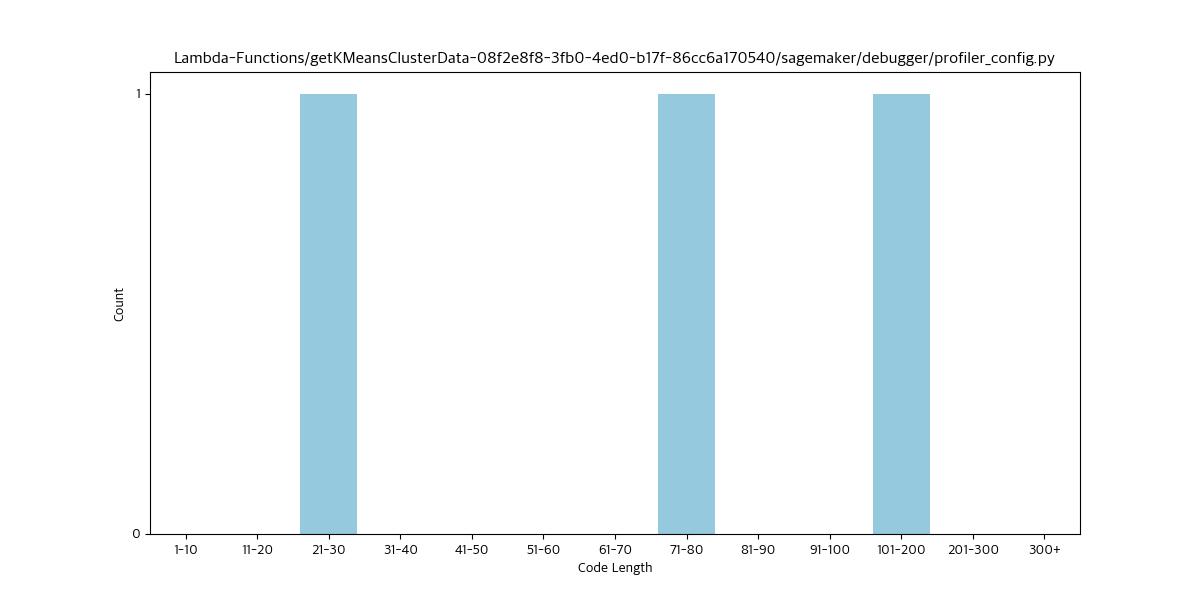 Lambda-Functions/getKMeansClusterData-08f2e8f8-3fb0-4ed0-b17f-86cc6a170540/sagemaker/debugger/profiler_config.py
1
Count
0
1-10 11-20 21-30 31-40 41-50 51-60 61-70 71-80 81-90 91-100 101-200 201-300 300+
Code Length